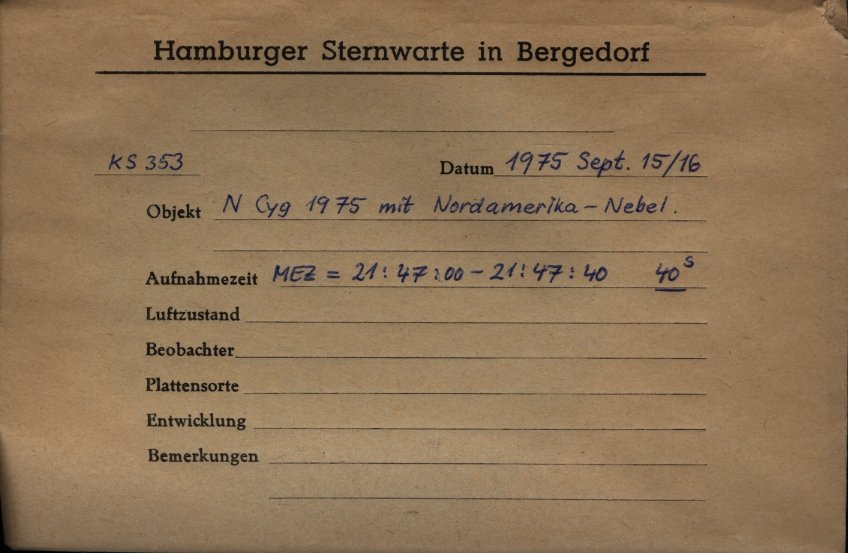 Hamburger Sternwarte in Bergedorf
KS 353 Datum 1975 Sept. 15/16
Objekt N Cyg 1975 mit Nordamerika-Nebel.
Aufnahmezeit MEZ = 21:47:00 - 21:47:40 40s
Luftzustand
Beobachter
Plattensorte
Entwicklung
Bemerkungen